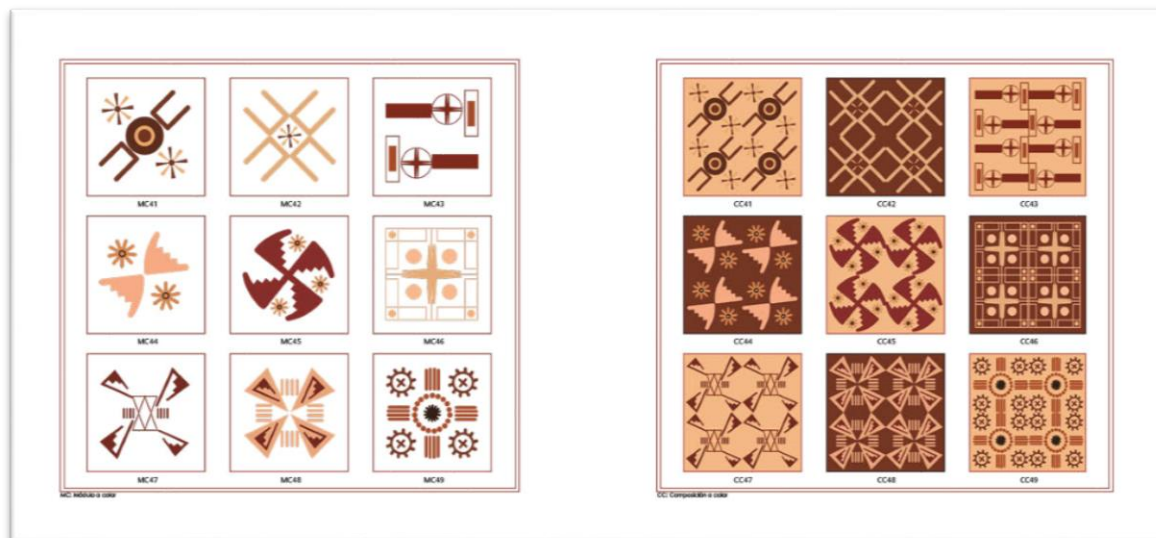 MC41 MC42 MC43
MC44 MC45 MC46
MC47 MC48 MC49
MC: Módulo a color
CC41 CC42 CC43
CC44 CC45 CC46
CC47 CC48 CC49
CC: Composición a color